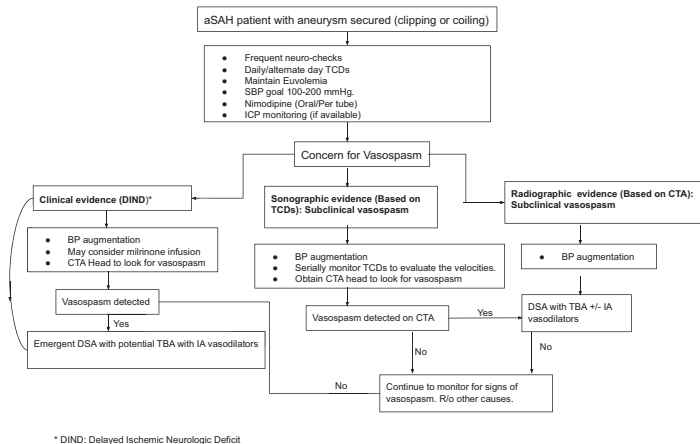 aSAH patient with aneurysm secured (clipping or coiling)
● Frequent neuro-checks
● Daily/alternate day TCDs
● Maintain Euvolemia
● SBP goal 100-200 mmHg.
● Nimodipine (Oral/Per tube)
● ICP monitoring (if available)
Concern for Vasospasm
Clinical evidence (DIND)*
Sonographic evidence (Based on
TCDs): Subclinical vasospasm
Radiographic evidence (Based on CTA):
Subclinical vasospasm
● BP augmentation
● May consider milrinone infusion
● CTA Head to look for vasospasm
● BP augmentation
● Serially monitor TCDs to evaluate the velocities.
● Obtain CTA head to look for vasospasm
● BP augmentation
Vasospasm detected
Vasospasm detected on CTA
Yes
DSA with TBA +/- IA
vasodilators
Yes
Emergent DSA with potential TBA with IA vasodilators
No
No
No
Continue to monitor for signs of
vasospasm. R/o other causes.
* DIND: Delayed Ischemic Neurologic Deficit